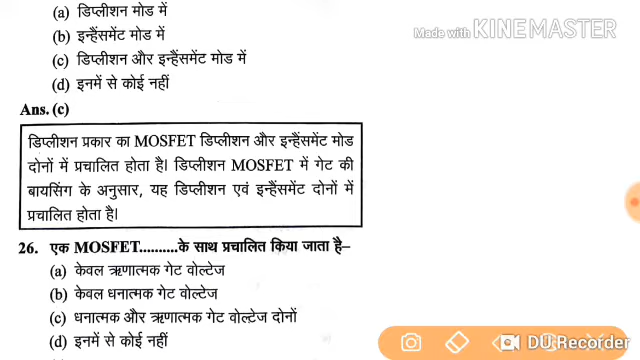 (a) डिप्लीशन मोड में
Made with KINEMASTER
(b) इन्हैंसमेंट मोड में
(c) डिप्लीशन और इन्हैंसमेंट मोड में
(d) इनमें से कोई नहीं
Ans. (c)
डिप्लीशन प्रकार का MOSFET डिप्लीशन और इन्हैंसमेंट मोड
दोनों में प्रचालित होता है। डिप्लीशन MOSFET में गेट की
बायसिंग के अनुसार, यह डिप्लीशन एवं इन्हैंसमेंट दोनों में
प्रचालित होता है।
26. एक MOSFET..........के साथ प्रचालित किया जाता है–
(a) केवल ऋणात्मक गेट वोल्टेज
(b) केवल धनात्मक गेट वोल्टेज
(c) धनात्मक और ऋणात्मक गेट वोल्टेज दोनों
(d) इनमें से कोई नहीं
DU Recorder